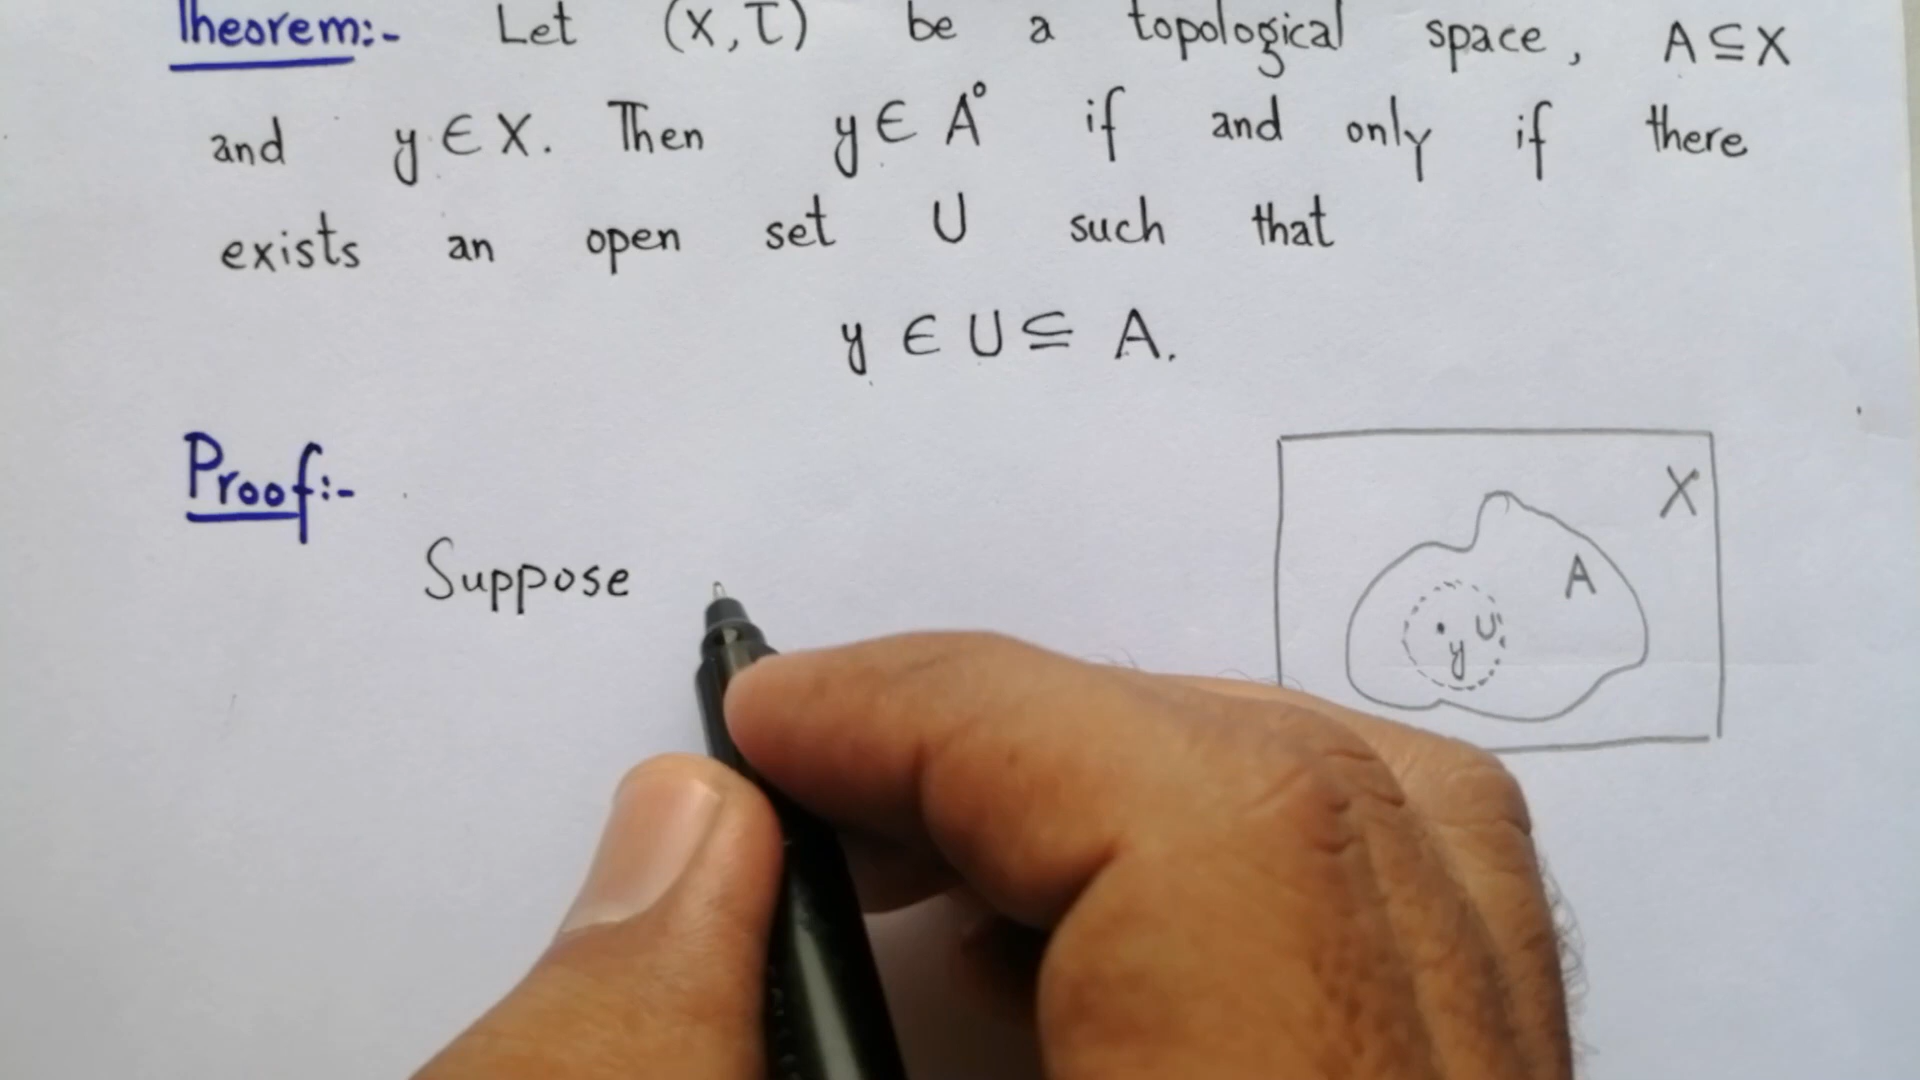 Theorem:- Let (X,τ) be a topological space, A⊆X
and y∈X. Then y∈A° if and only if there
exists an open set U such that
y∈U⊆A.
Proof:-
X
Suppose
A
U
y